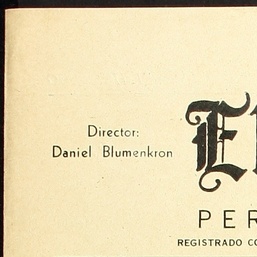 Director:
Daniel Blumenkron
E
PER
REGISTRADO CO